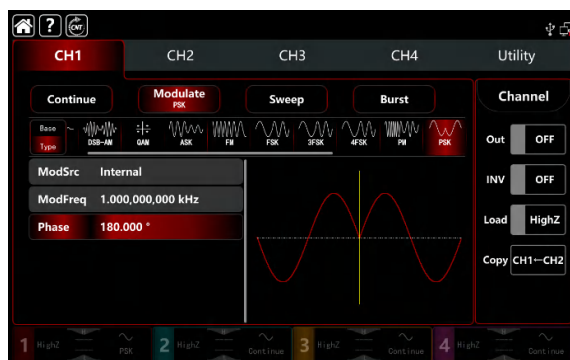 ? CNT
CH1 CH2 CH3 CH4 Utility
Continue Modulate PSK Sweep Burst Channel
Base Type DSB-AM QAM ASK FM FSK 3FSK 4FSK PM PSK
Out OFF
ModSrc Internal
INV OFF
ModFreq 1.000,000,000 kHz
Load HighZ
Phase 180.000 °
Copy CH1←CH2
1 HighZ PSK 2 HighZ Continue 3 HighZ Continue 4 HighZ Continue